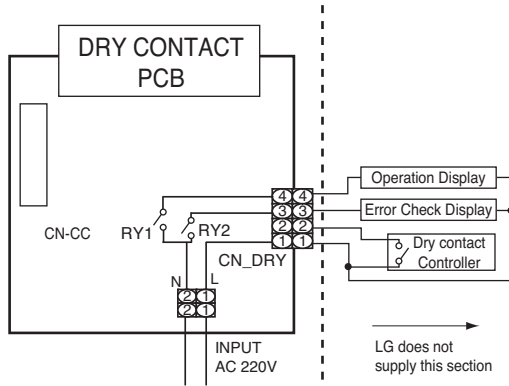 DRY CONTACT
PCB
4 4
3 3
2 2
1 1
Operation Display
Error Check Display
Dry contact
Controller
CN-CC
RY1
RY2
CN_DRY
N
L
2 1
2 1
INPUT
AC 220V
LG does not
supply this section